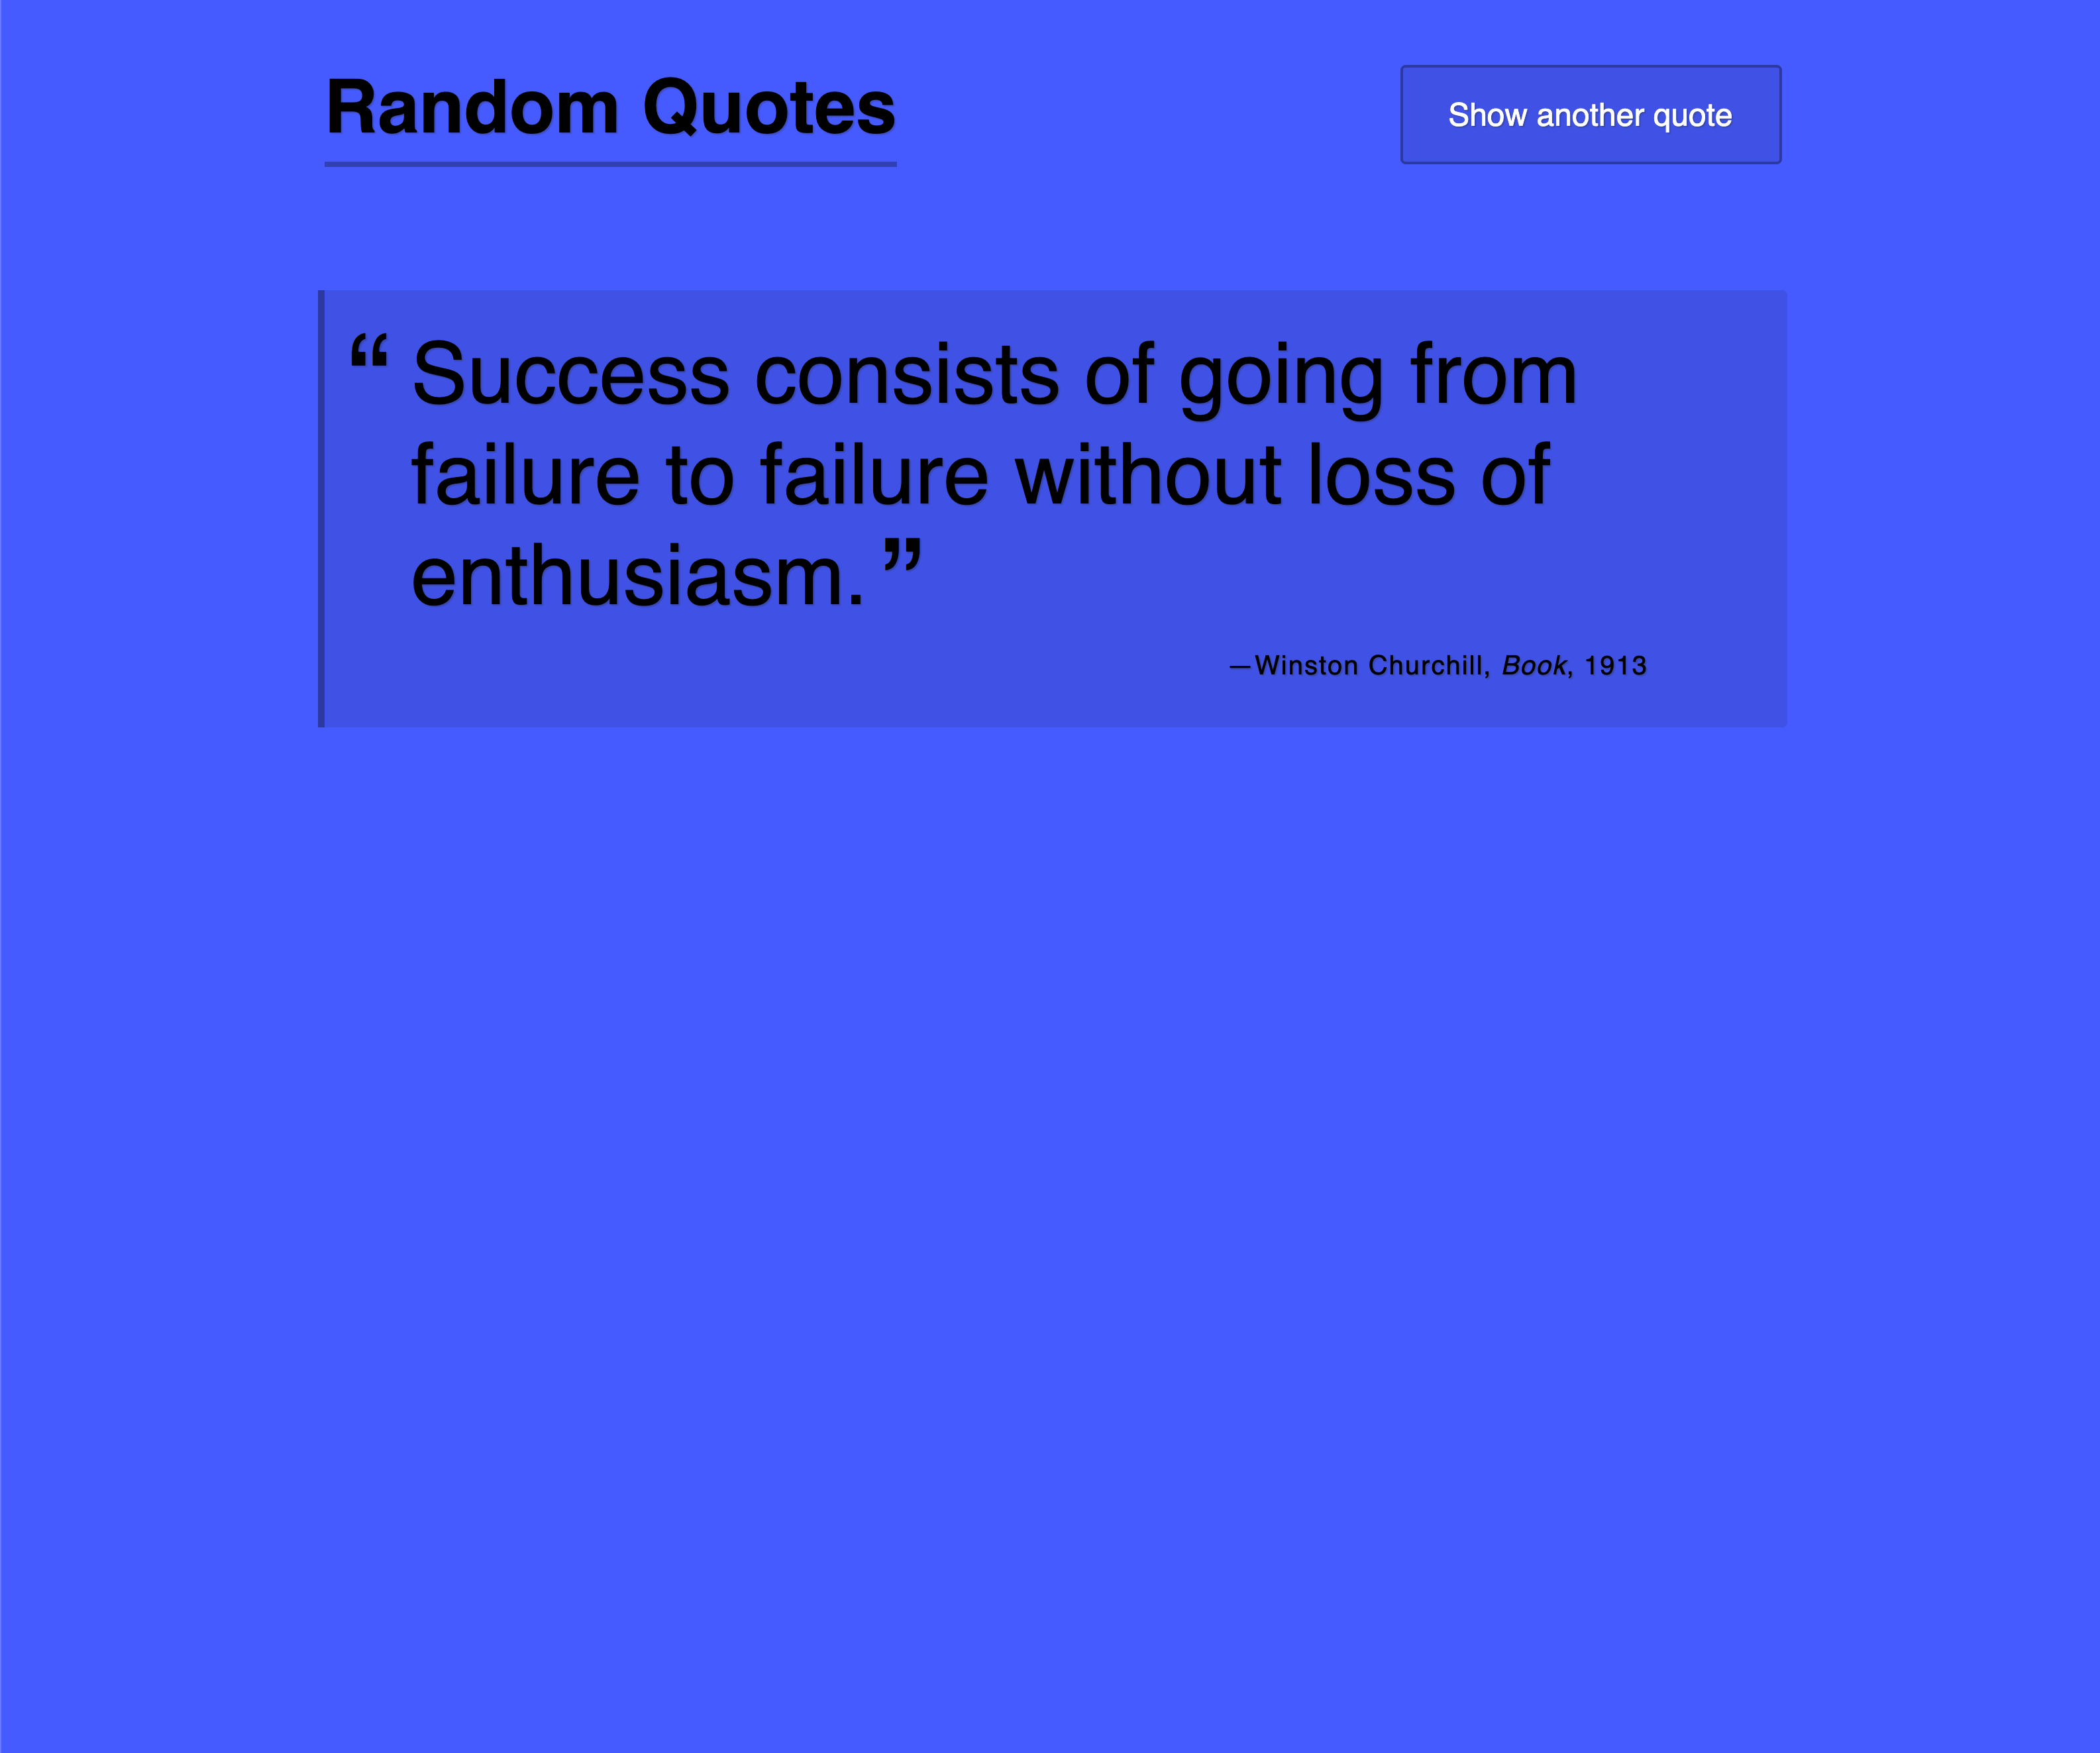 Random Quotes
Show another quote
“ Success consists of going from
failure to failure without loss of
enthusiasm. ”
—Winston Churchill, Book, 1913